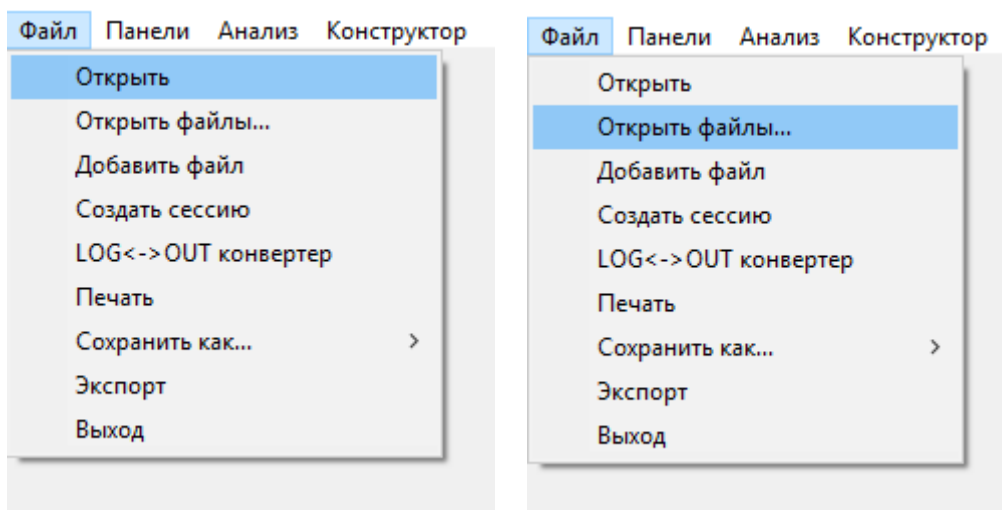 Файл Панели Анализ Конструктор
Открыть
Открыть файлы...
Добавить файл
Создать сессию
LOG<->OUT конвертер
Печать
Сохранить как...
Экспорт
Выход
Файл Панели Анализ Конструктор
Открыть
Открыть файлы...
Добавить файл
Создать сессию
LOG<->OUT конвертер
Печать
Сохранить как...
Экспорт
Выход